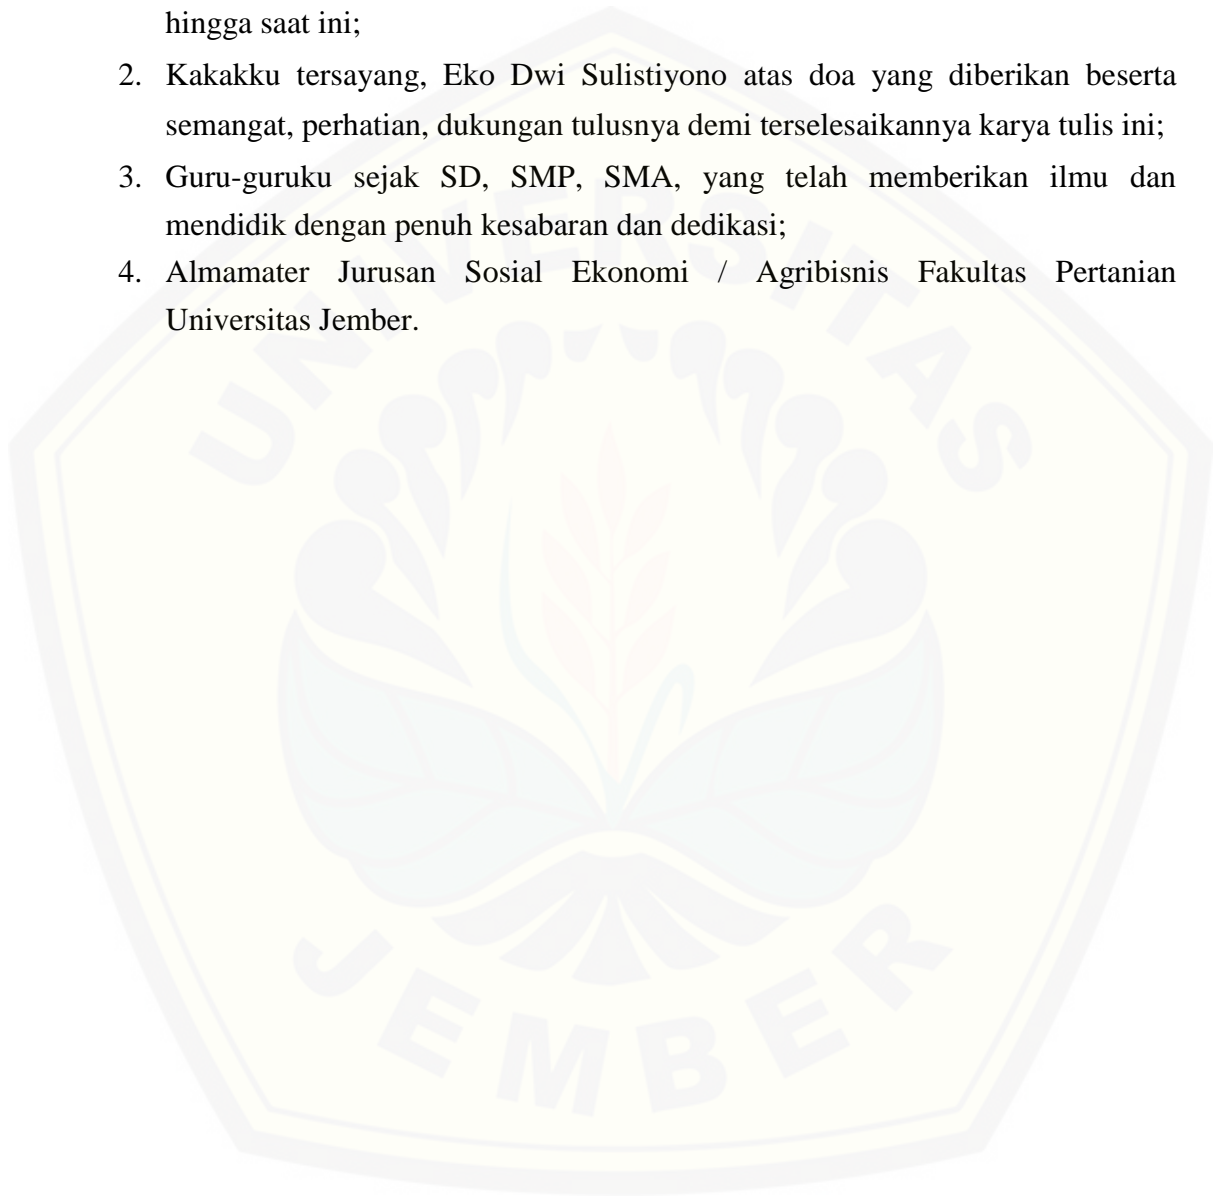 hingga saat ini;
2. Kakakku tersayang, Eko Dwi Sulistiyono atas doa yang diberikan beserta
semangat, perhatian, dukungan tulusnya demi terselesaikannya karya tulis ini;
3. Guru-guruku sejak SD, SMP, SMA, yang telah memberikan ilmu dan
mendidik dengan penuh kesabaran dan dedikasi;
4. Almamater Jurusan Sosial Ekonomi / Agribisnis Fakultas Pertanian
Universitas Jember.
UNIVERSITAS
JEMBER